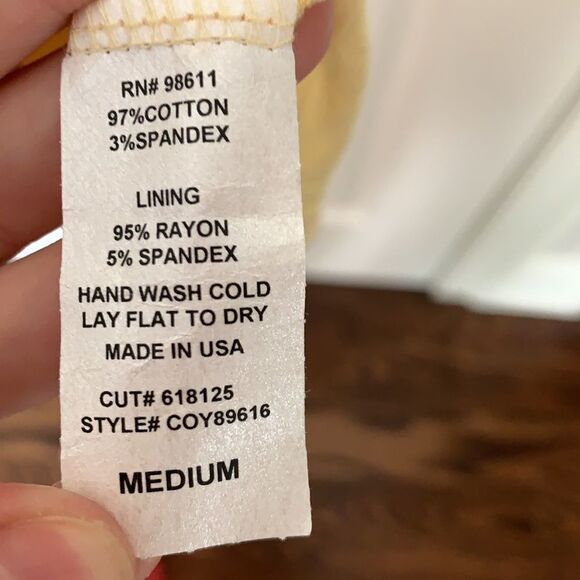 RN# 98611
97%COTTON
3%SPANDEX
LINING
95% RAYON
5% SPANDEX
HAND WASH COLD
LAY FLAT TO DRY
MADE IN USA
CUT# 618125
STYLE# COY89616
MEDIUM